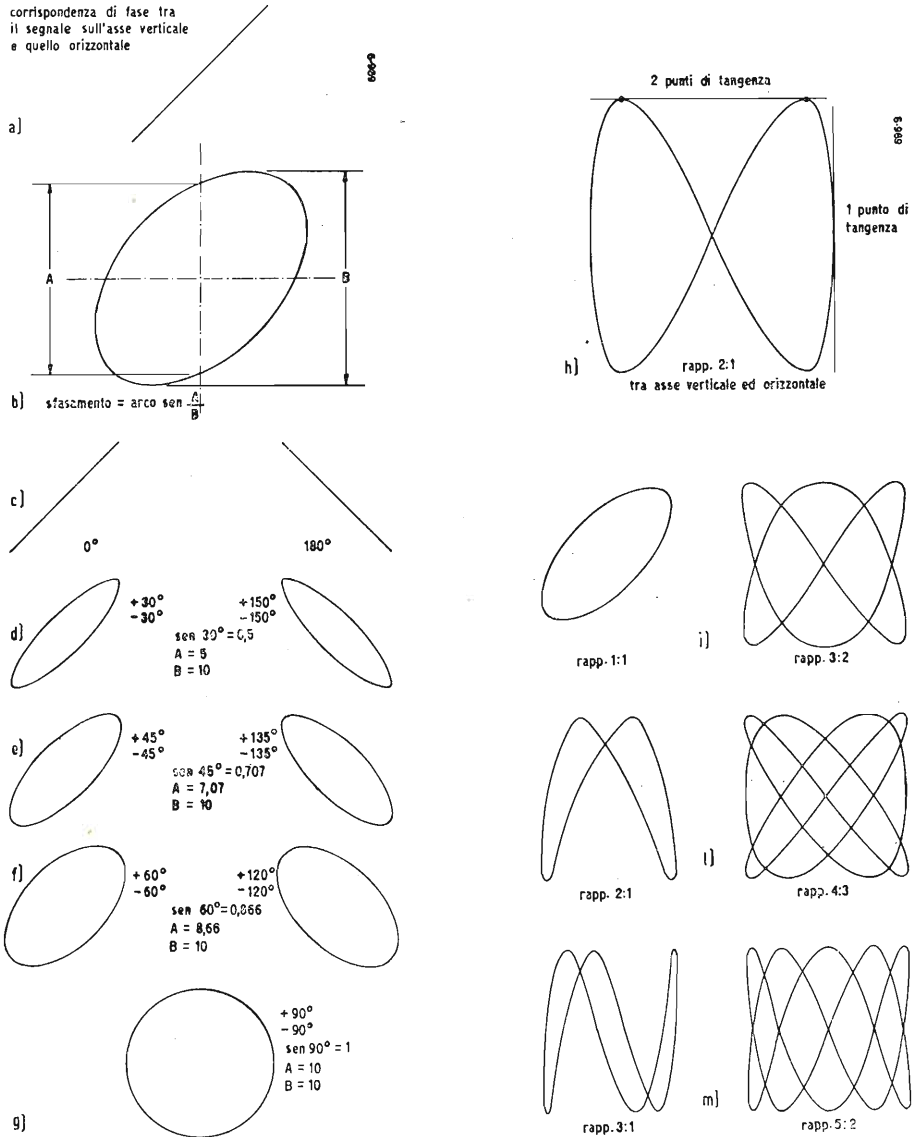 corrispondenza di fase tra
il segnale sull'asse verticale
e quello orizzontale
6-989
a)
A
B
b) sfasamento = arco sen A/B
c)
0°
180°
d)
+30°
-30°
+150°
-150°
sen 30° = 0,5
A = 5
B = 10
e)
+45°
-45°
+135°
-135°
sen 45° = 0,707
A = 7,07
B = 10
f)
+60°
-60°
+120°
-120°
sen 60° = 0,866
A = 8,66
B = 10
+90°
-90°
sen 90° = 1
A = 10
B = 10
g)
2 punti di tangenza
6-989
1 punto di
tangenza
h)
rapp. 2:1
tra asse verticale ed orizzontale
rapp. 1:1
i)
rapp. 3:2
rapp. 2:1
l)
rapp. 4:3
rapp. 3:1
m)
rapp. 5:2